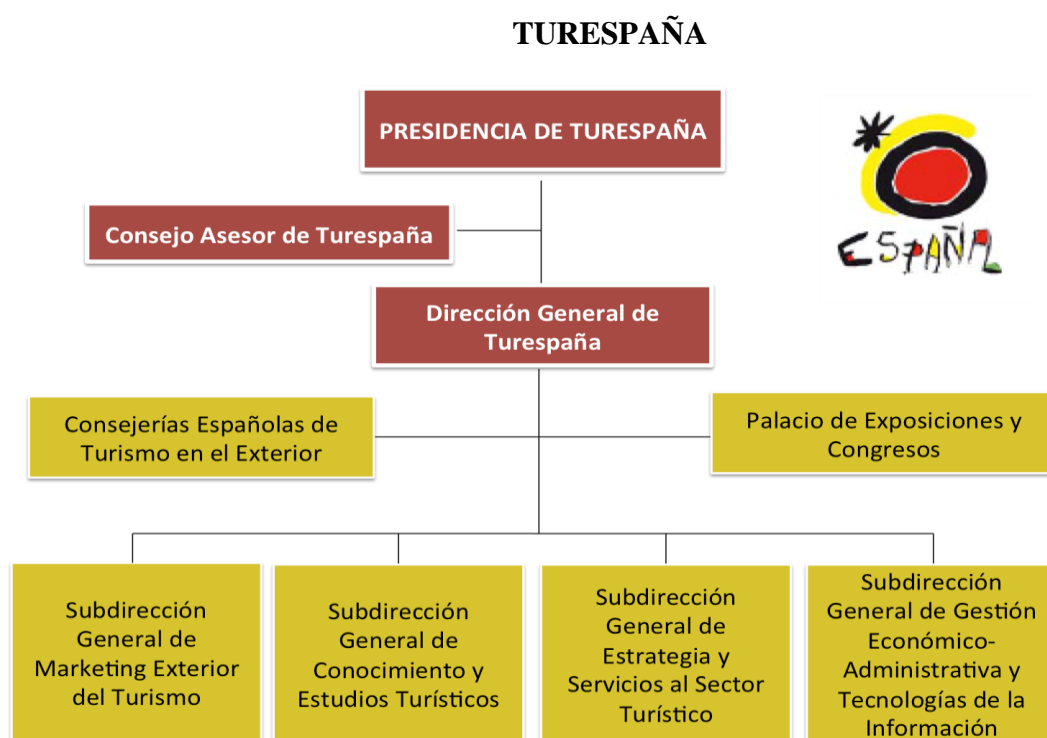 TURESPAÑA
PRESIDENCIA DE TURESPAÑA
ESPAÑA
Consejo Asesor de Turespaña
Dirección General de
Turespaña
Consejerías Españolas de
Turismo en el Exterior
Palacio de Exposiciones y
Congresos
Subdirección
General de
Marketing Exterior
del Turismo
Subdirección
General de
Conocimiento y
Estudios Turísticos
Subdirección
General de
Estrategia y
Servicios al Sector
Turístico
Subdirección
General de Gestión
Económico-
Administrativa y
Tecnologías de la
Información